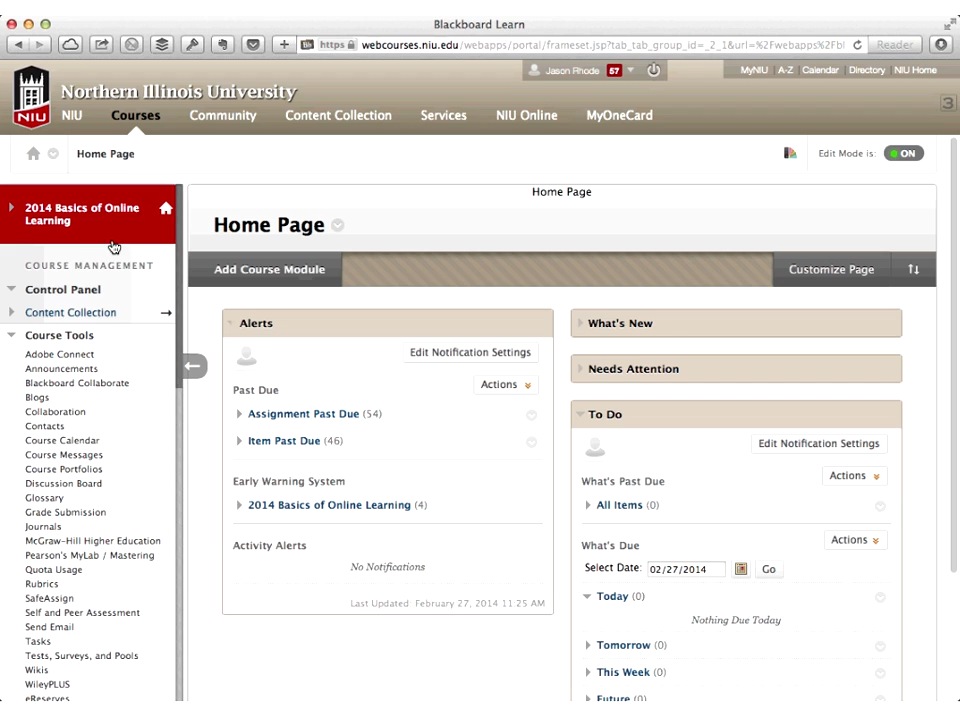 Blackboard Learn
https webcourses.niu.edu/webapps/portal/frameset.jsp?tab_tab_group_id=_2_1&url=%2Fwebapps%2Fbl
Reader
Jason Rhode 57
MyNIU | A-Z | Calendar | Directory | NIU Home
NIU
Northern Illinois University
NIU Courses Community Content Collection Services NIU Online MyOneCard
3
Home Page
Edit Mode is: ON
2014 Basics of Online
Learning
COURSE MANAGEMENT
Control Panel
Content Collection
Course Tools
Adobe Connect
Announcements
Blackboard Collaborate
Blogs
Collaboration
Contacts
Course Calendar
Course Messages
Course Portfolios
Discussion Board
Glossary
Grade Submission
Journals
McGraw-Hill Higher Education
Pearson's MyLab / Mastering
Quota Usage
Rubrics
SafeAssign
Self and Peer Assessment
Send Email
Tasks
Tests, Surveys, and Pools
Wikis
WileyPLUS
eReserves
Home Page
Home Page
Add Course Module
Customize Page
Alerts
Edit Notification Settings
Actions
Past Due
Assignment Past Due (54)
Item Past Due (46)
Early Warning System
2014 Basics of Online Learning (4)
Activity Alerts
No Notifications
Last Updated: February 27, 2014 11:25 AM
What's New
Needs Attention
To Do
Edit Notification Settings
Actions
What's Past Due
All Items (0)
Actions
What's Due
Select Date: 02/27/2014 Go
Today (0)
Nothing Due Today
Tomorrow (0)
This Week (0)
Future (0)